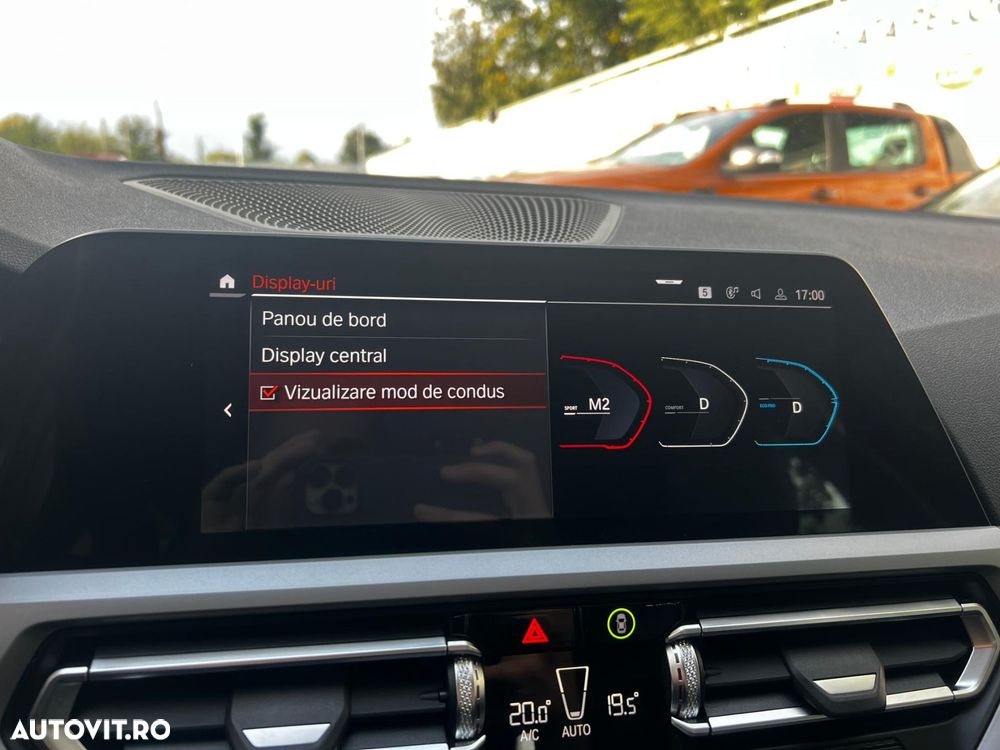 Display-uri
5
17:00
Panou de bord
Display central
Vizualizare mod de condus
SPORT M2
COMFORT D
ECO PRO D
20.0°
A/C
AUTO
19.5°
AUTOVIT.RO